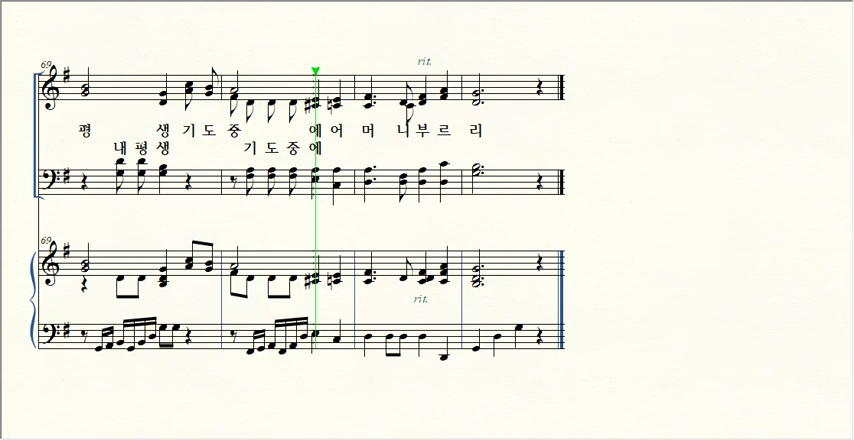 69
rit.
평 생 기 도 중 에 어 머 니 부 르 리
내 평 생 기 도 중 에
69
rit.